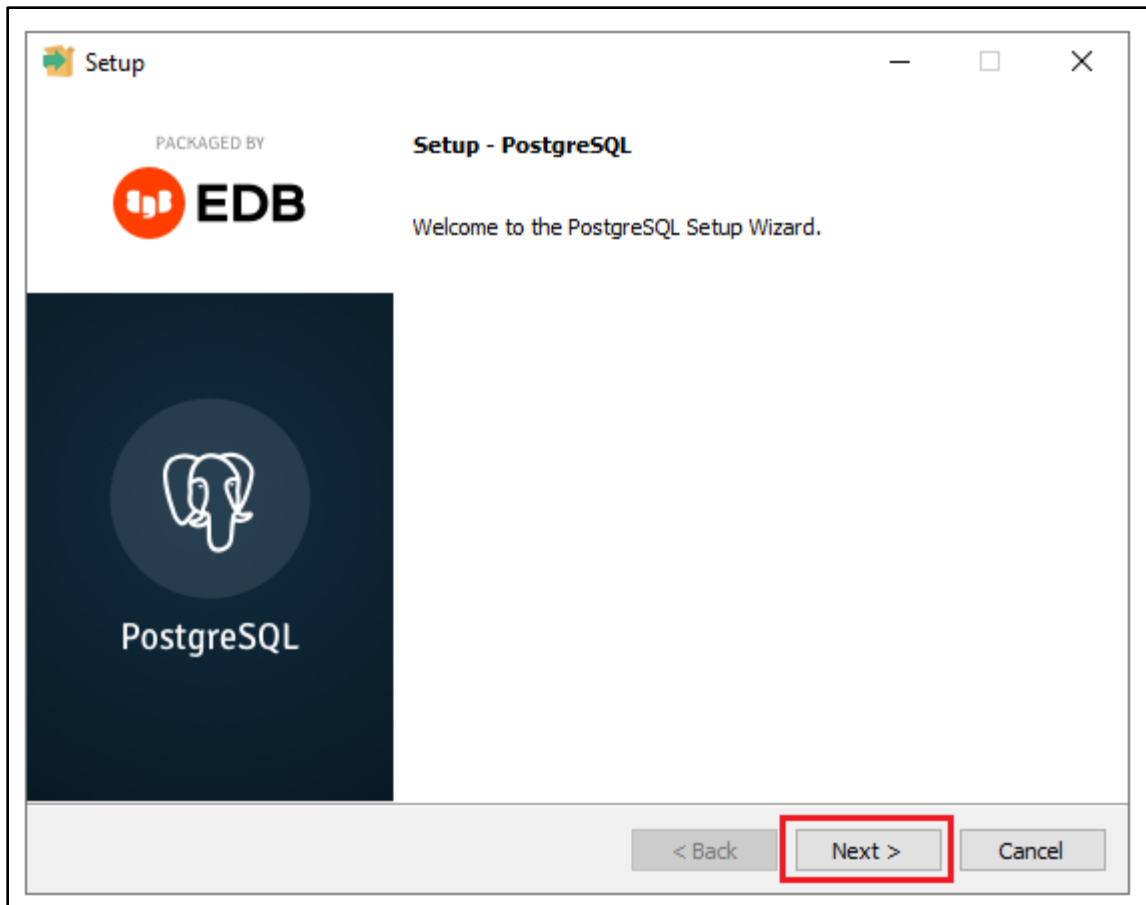 Setup
PACKAGED BY
EDB
Setup - PostgreSQL
Welcome to the PostgreSQL Setup Wizard.
PostgreSQL
< Back
Next >
Cancel